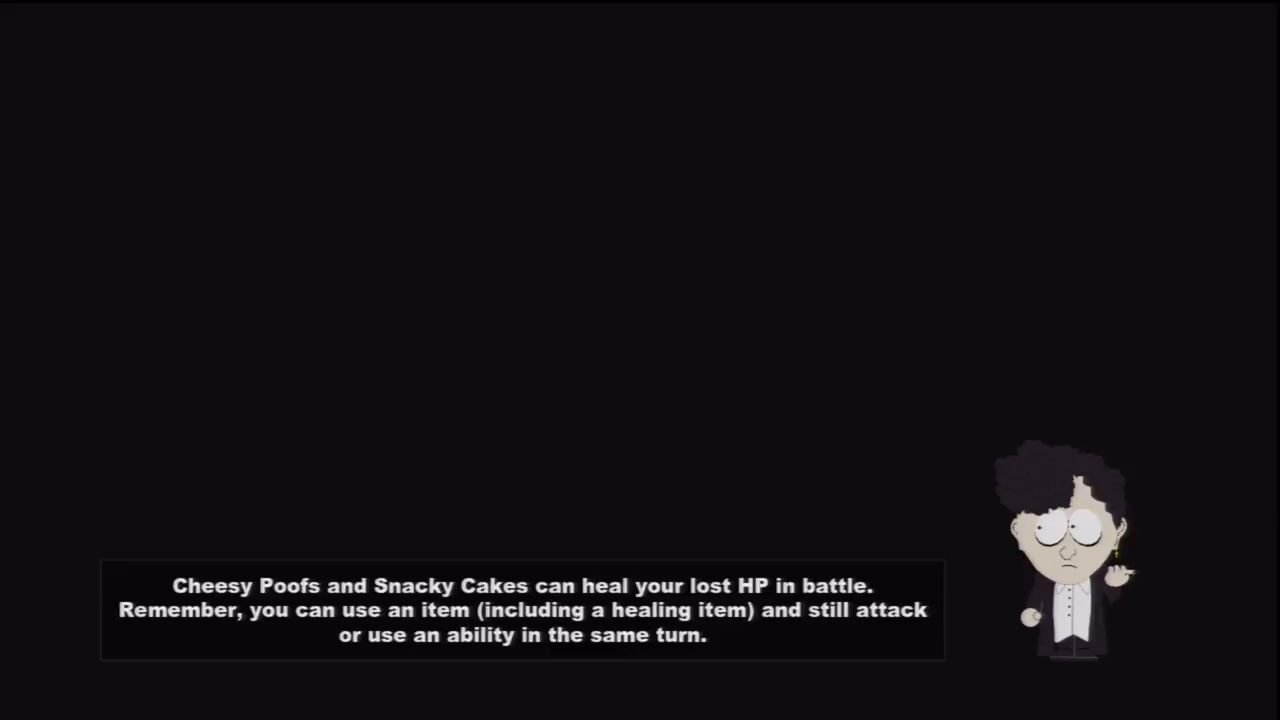 Cheesy Poofs and Snacky Cakes can heal your lost HP in battle.
Remember, you can use an item (including a healing item) and still attack
or use an ability in the same turn.